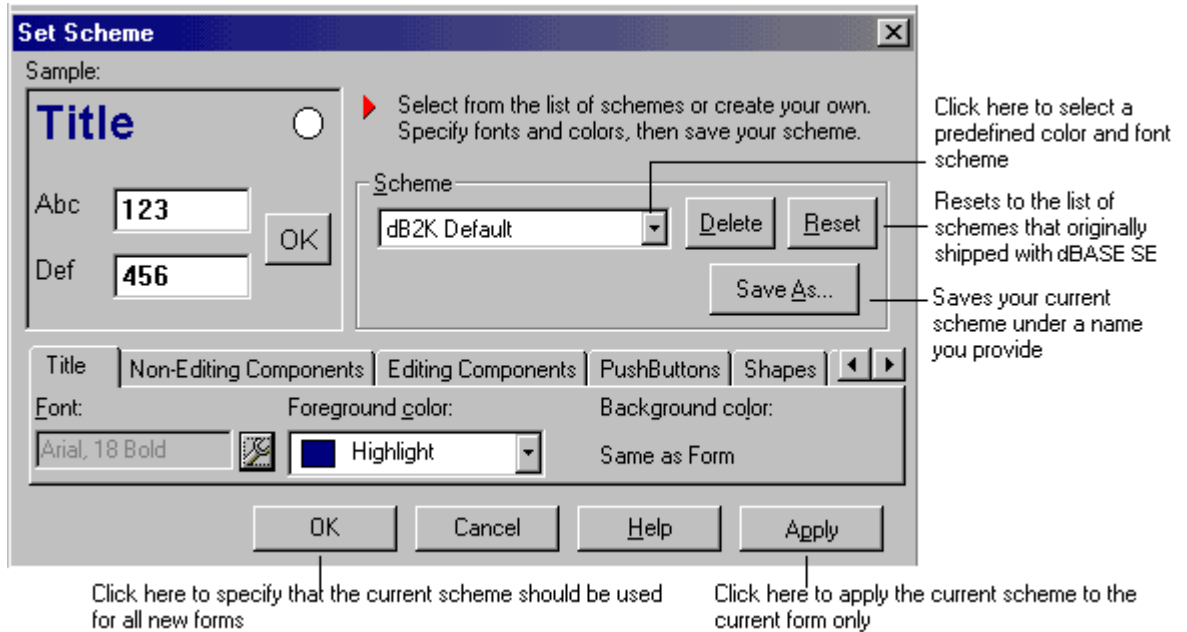 Set Scheme
Sample:
Title
Abc
123
OK
Def
456
Select from the list of schemes or create your own.
Specify fonts and colors, then save your scheme.
Scheme
dB2K Default
Delete
Reset
Save As...
Click here to select a
predefined color and font
scheme
Resets to the list of
schemes that originally
shipped with dBASE SE
Saves your current
scheme under a name
you provide
Title
Non-Editing Components
Editing Components
PushButtons
Shapes
Font:
Foreground color:
Background color:
Arial, 18 Bold
Highlight
Same as Form
OK
Cancel
Help
Apply
Click here to specify that the current scheme should be used
for all new forms
Click here to apply the current scheme to the
current form only